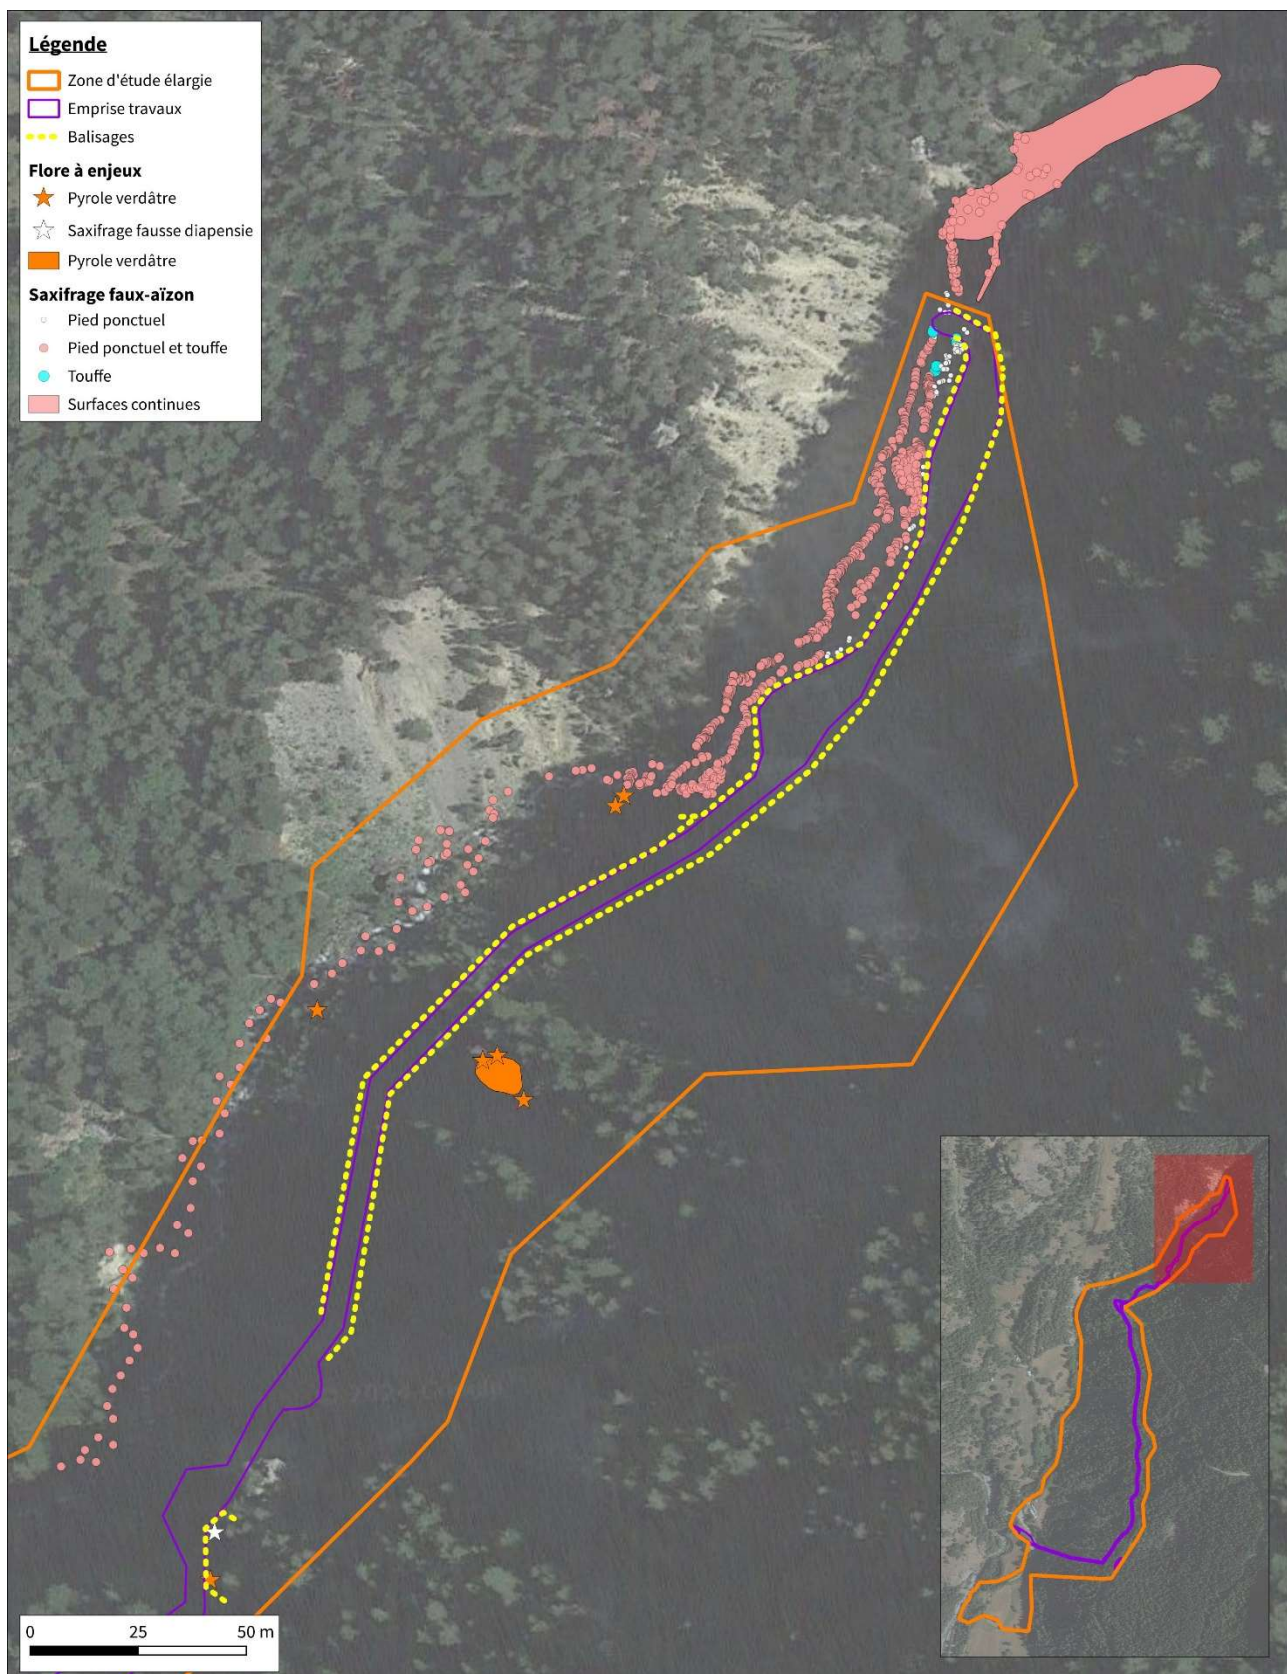 Légende
Zone d'étude élargie
Emprise travaux
Balisages
Flore à enjeux
Pyrole verdâtre
Saxifrage fausse diapensie
Pyrole verdâtre
Saxifrage faux-aïzon
Pied ponctuel
Pied ponctuel et touffe
Touffe
Surfaces continues
0 25 50 m